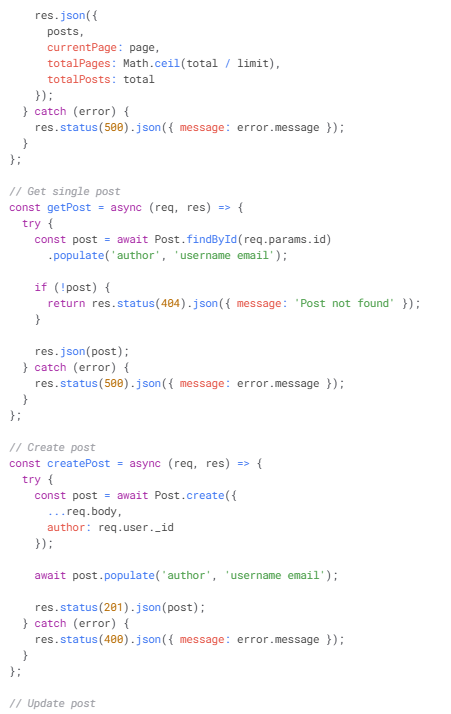 res.json({
      posts,
      currentPage: page,
      totalPages: Math.ceil(total / limit),
      totalPosts: total
    });
  } catch (error) {
    res.status(500).json({ message: error.message });
  }
};

// Get single post
const getPost = async (req, res) => {
  try {
    const post = await Post.findById(req.params.id)
      .populate('author', 'username email');

    if (!post) {
      return res.status(404).json({ message: 'Post not found' });
    }

    res.json(post);
  } catch (error) {
    res.status(500).json({ message: error.message });
  }
};

// Create post
const createPost = async (req, res) => {
  try {
    const post = await Post.create({
      ...req.body,
      author: req.user._id
    });

    await post.populate('author', 'username email');

    res.status(201).json(post);
  } catch (error) {
    res.status(400).json({ message: error.message });
  }
};

// Update post